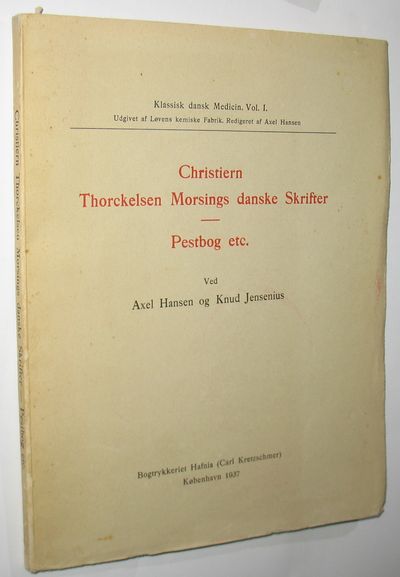 Klassisk dansk Medicin. Vol. I.
Udgivet af Løvens kemiske Fabrik. Redigeret af Axel Hansen
Christiern
Thorckelsen Morsings danske Skrifter
Pestbog etc.
Ved
Axel Hansen og Knud Jensenius
Bogtrykkeriet Hafnia (Carl Kretzschmer)
København 1937
Christiern Thorckelsen Morsings danske Skrifter — Pestbog etc.